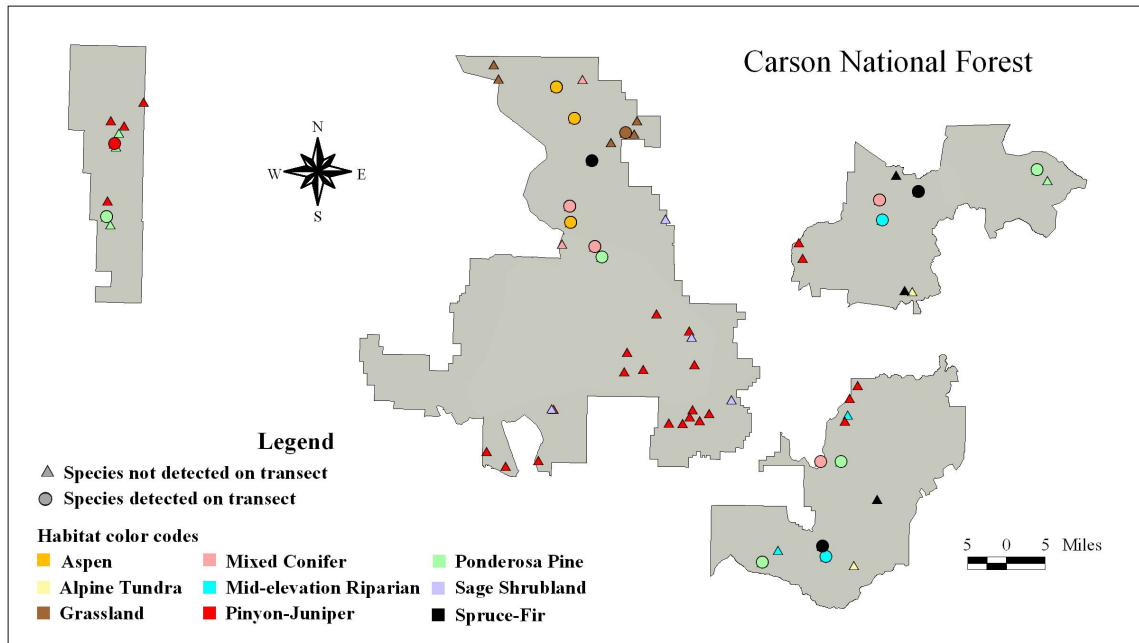 Carson National Forest
N
W E
S
Legend
Species not detected on transect
Species detected on transect
Habitat color codes
Aspen Mixed Conifer Ponderosa Pine
Alpine Tundra Mid-elevation Riparian Sage Shrubland
Grassland Pinyon-Juniper Spruce-Fir
5 0 5 Miles